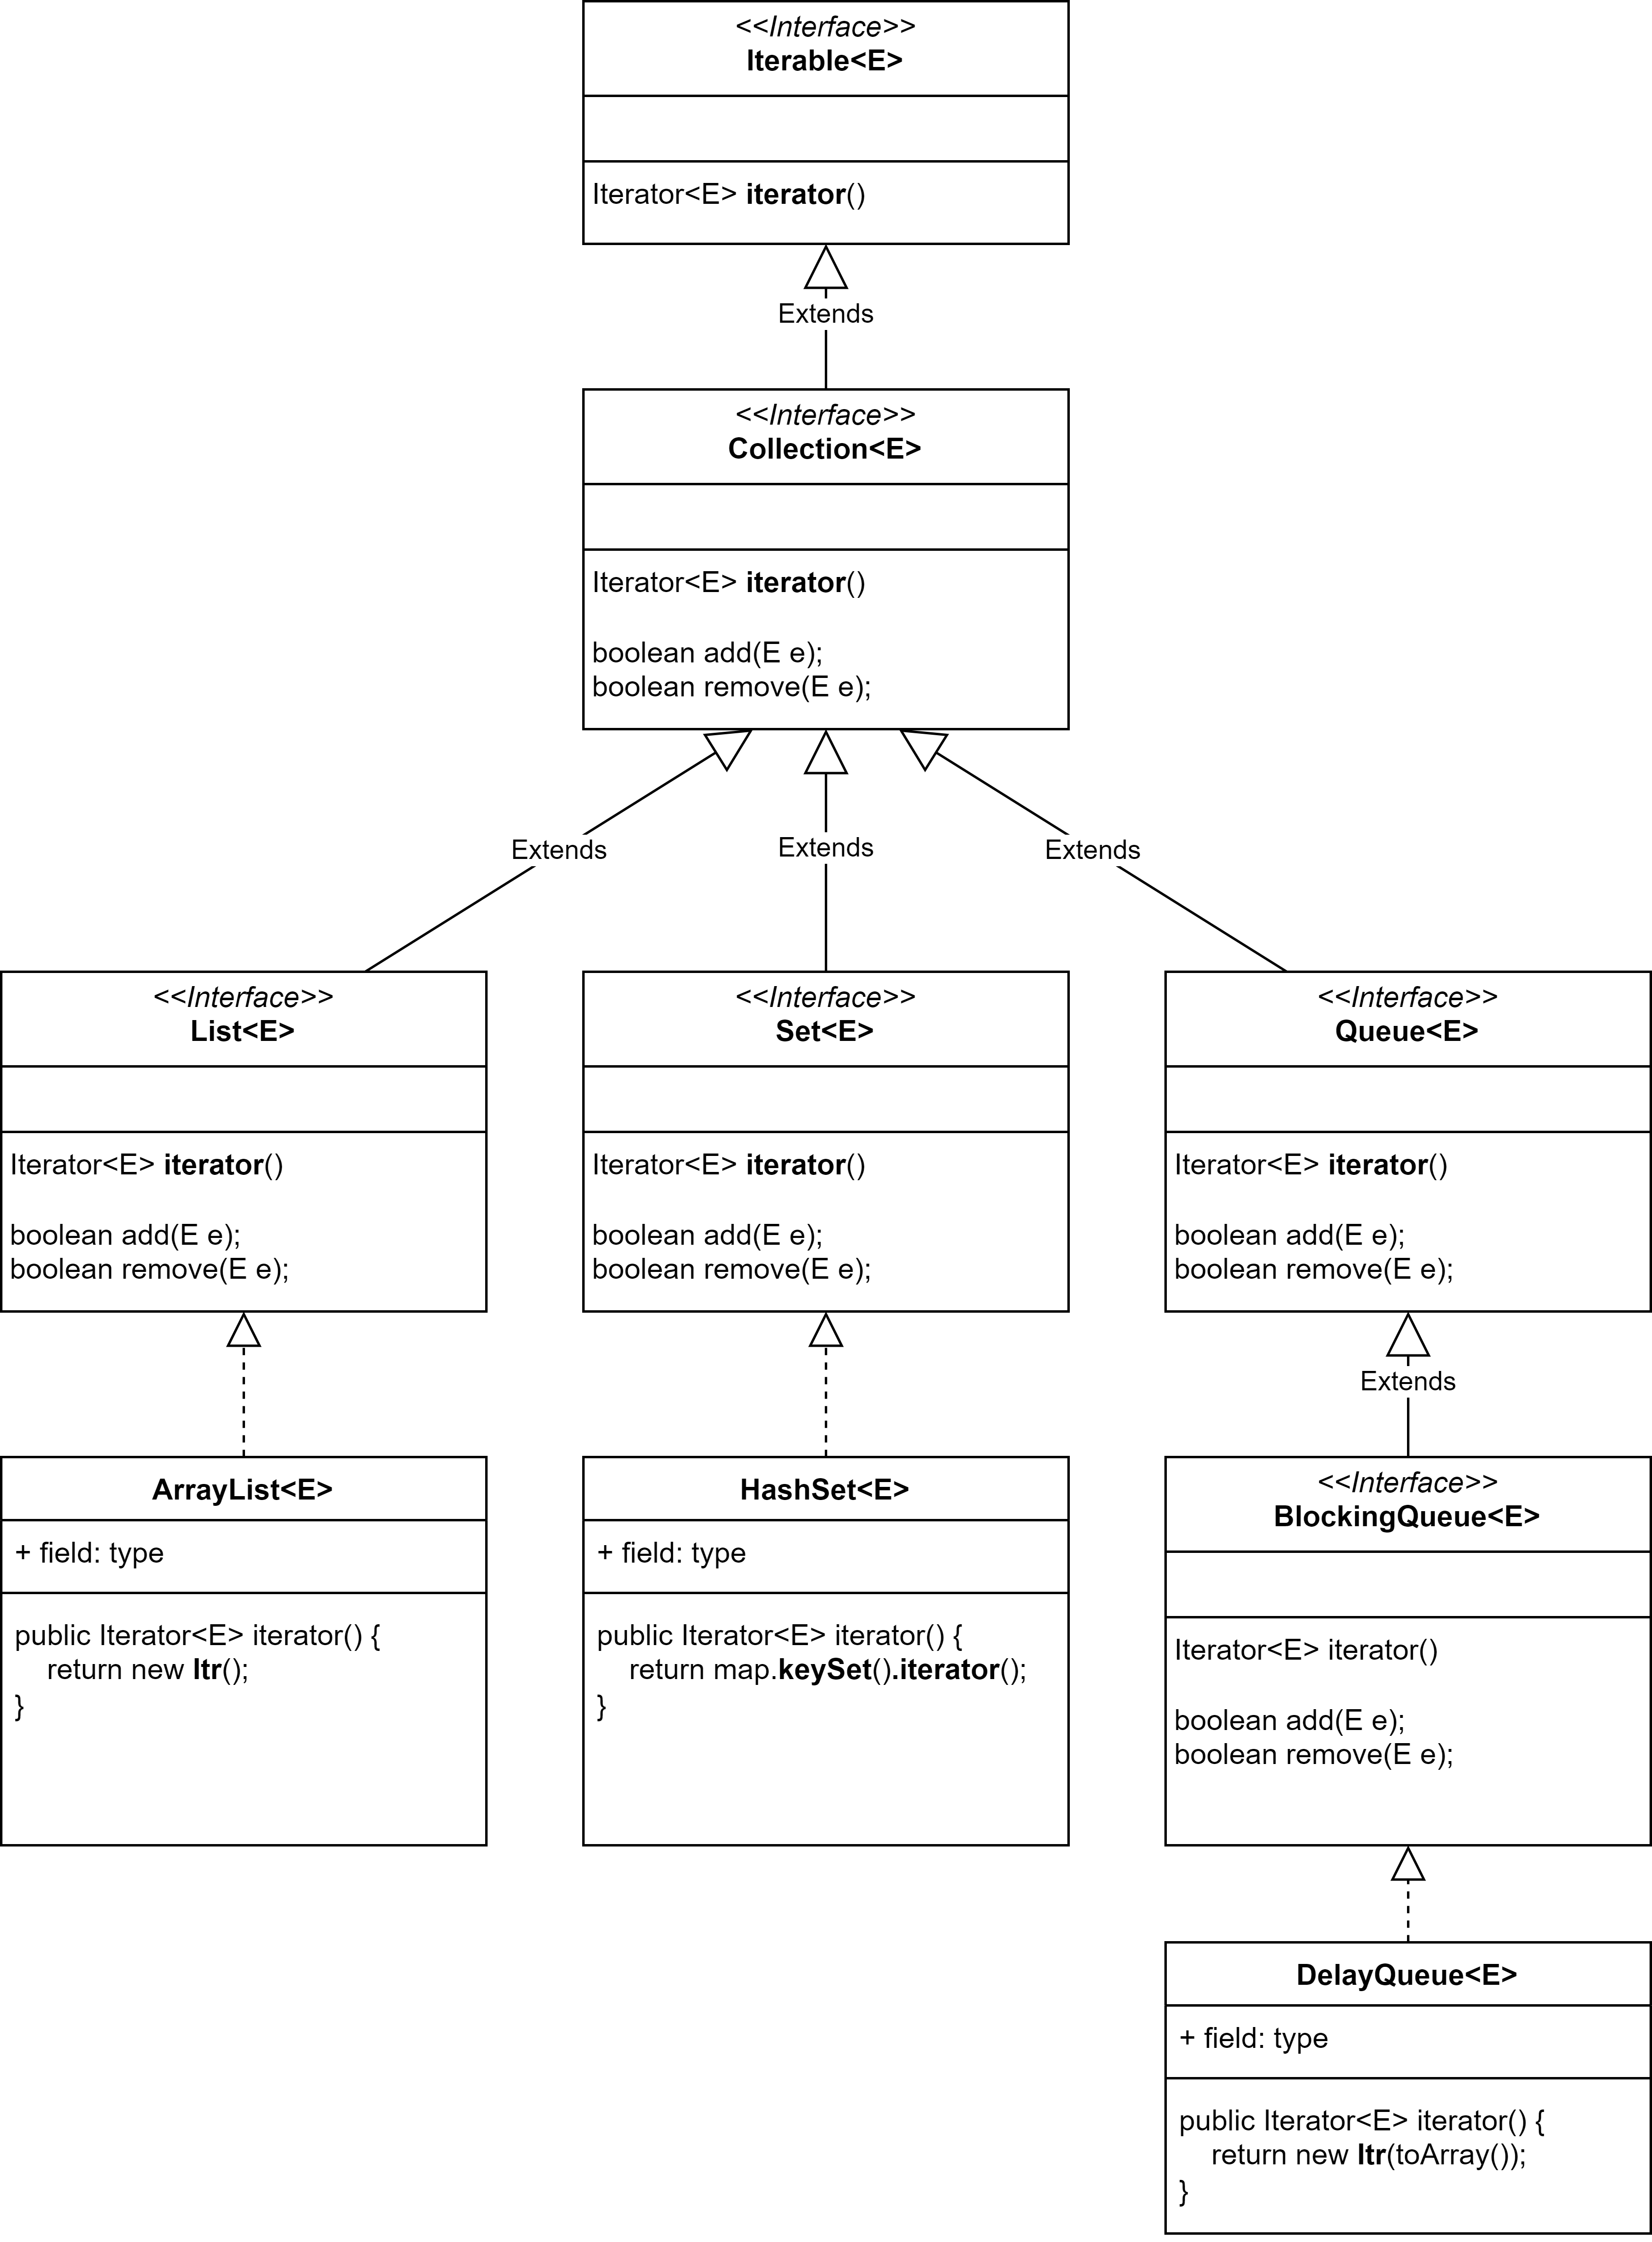 <<Interface>>
Iterable<E>
Iterator<E> iterator()
Extends
<<Interface>>
Collection<E>
Iterator<E> iterator()
boolean add(E e);
boolean remove(E e);
Extends
Extends
Extends
<<Interface>>
List<E>
Iterator<E> iterator()
boolean add(E e);
boolean remove(E e);
<<Interface>>
Set<E>
Iterator<E> iterator()
boolean add(E e);
boolean remove(E e);
<<Interface>>
Queue<E>
Iterator<E> iterator()
boolean add(E e);
boolean remove(E e);
Extends
ArrayList<E>
+ field: type
public Iterator<E> iterator() {
return new Itr();
}
HashSet<E>
+ field: type
public Iterator<E> iterator() {
return map.keySet().iterator();
}
<<Interface>>
BlockingQueue<E>
Iterator<E> iterator()
boolean add(E e);
boolean remove(E e);
DelayQueue<E>
+ field: type
public Iterator<E> iterator() {
return new Itr(toArray());
}